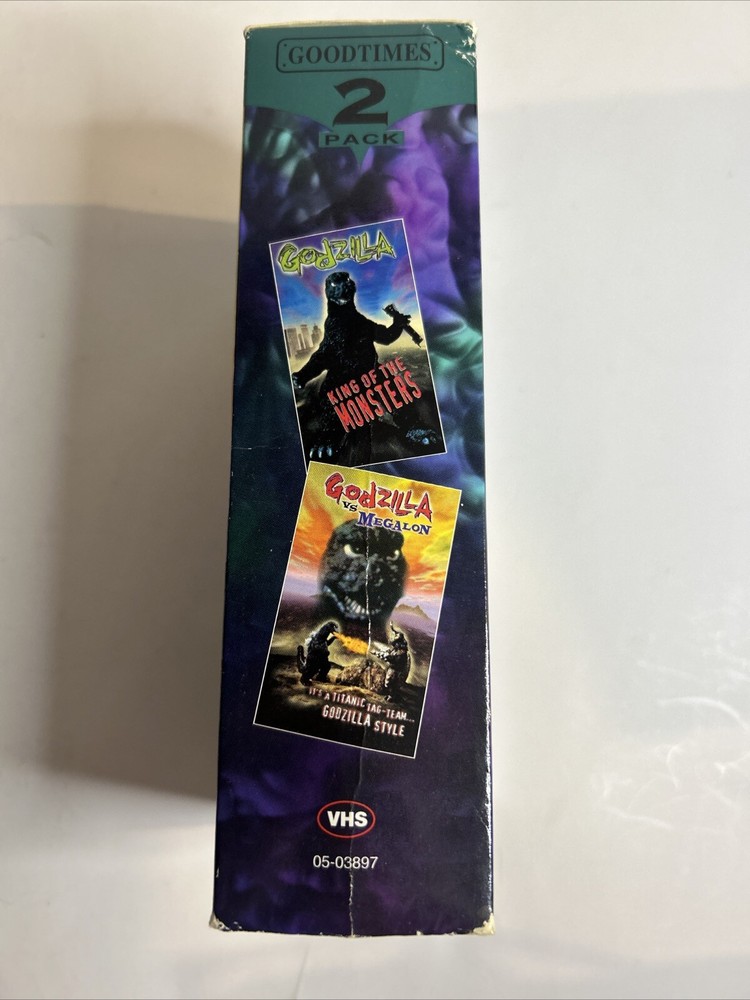 GOODTIMES
2
PACK
GODZILLA
KING OF THE
MONSTERS
GODZILLA
VS MEGALON
IT'S A TITANIC TAG-TEAM...
GODZILLA STYLE
VHS
05-03897